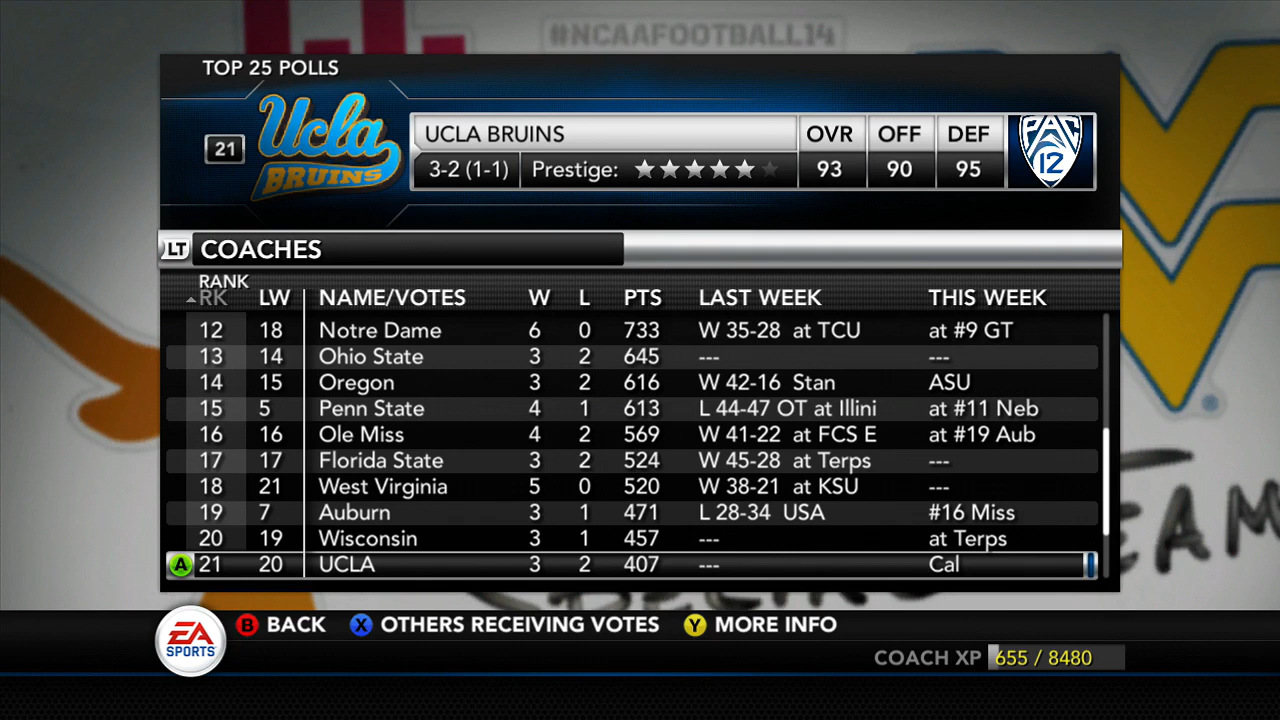 #NCAAFOOTBALL14
TOP 25 POLLS
21
Ucla
BRUINS
UCLA BRUINS
OVR OFF DEF
3-2 (1-1) Prestige:
93 90 95
PAC 12
LT COACHES
RANK
RK LW NAME/VOTES W L PTS LAST WEEK THIS WEEK
12 18 Notre Dame 6 0 733 W 35-28 at TCU at #9 GT
13 14 Ohio State 3 2 645 --- ---
14 15 Oregon 3 2 616 W 42-16 Stan ASU
15 5 Penn State 4 1 613 L 44-47 OT at Illini at #11 Neb
16 16 Ole Miss 4 2 569 W 41-22 at FCS E at #19 Aub
17 17 Florida State 3 2 524 W 45-28 at Terps ---
18 21 West Virginia 5 0 520 W 38-21 at KSU ---
19 7 Auburn 3 1 471 L 28-34 USA #16 Miss
20 19 Wisconsin 3 1 457 --- at Terps
A 21 20 UCLA 3 2 407 --- Cal
EA SPORTS
B BACK X OTHERS RECEIVING VOTES Y MORE INFO
COACH XP 655 / 8480